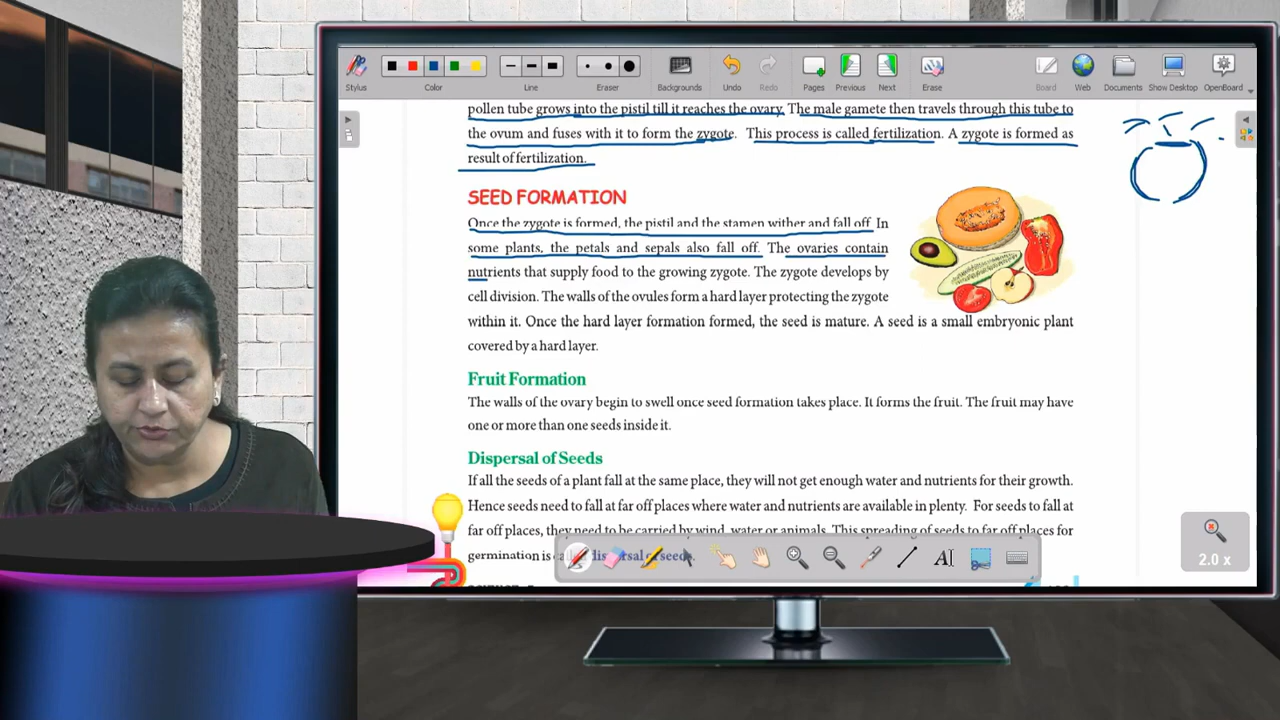 Stylus
Color
Line
Eraser
Backgrounds
Undo
Redo
Pages
Previous
Next
Erase
Board
Web
Documents
Show Desktop
OpenBoard
pollen tube grows into the pistil till it reaches the ovary. The male gamete then travels through this tube to
the ovum and fuses with it to form the zygote. This process is called fertilization. A zygote is formed as
result of fertilization.
SEED FORMATION
Once the zygote is formed, the pistil and the stamen wither and fall off. In
some plants, the petals and sepals also fall off. The ovaries contain
nutrients that supply food to the growing zygote. The zygote develops by
cell division. The walls of the ovules form a hard layer protecting the zygote
within it. Once the hard layer formation formed, the seed is mature. A seed is a small embryonic plant
covered by a hard layer.
Fruit Formation
The walls of the ovary begin to swell once seed formation takes place. It forms the fruit. The fruit may have
one or more than one seeds inside it.
Dispersal of Seeds
If all the seeds of a plant fall at the same place, they will not get enough water and nutrients for their growth.
Hence seeds need to fall at far off places where water and nutrients are available in plenty. For seeds to fall at
far off places, they need to be carried by wind, water or animals. This spreading of seeds to far off places for
germination is
2.0 x